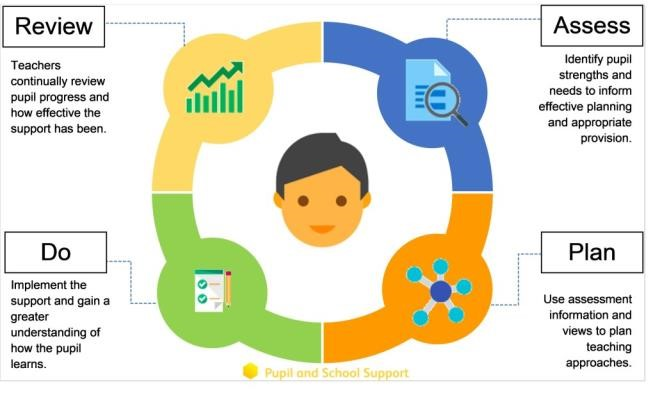 Review
Teachers
continually review
pupil progress and
how effective the
support has been.
Assess
Identify pupil
strengths and
needs to inform
effective planning
and appropriate
provision.
Do
Implement the
support and gain a
greater
understanding of
how the pupil
learns.
Plan
Use assessment
information and
views to plan
teaching
approaches.
Pupil and School Support